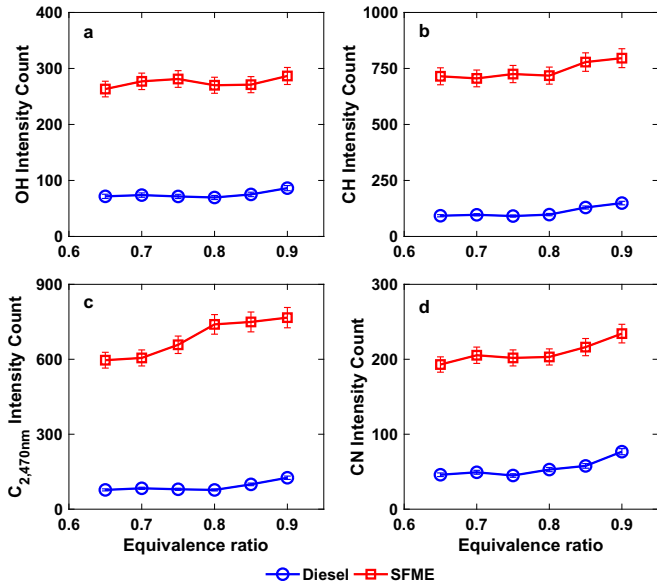 a
OH Intensity Count
400
300
200
100
0
0.6
0.7
0.8
0.9
b
CH Intensity Count
1000
750
500
250
0
0.6
0.7
0.8
0.9
c
C2,470nm Intensity Count
900
600
300
0
0.6
0.7
0.8
0.9
Equivalence ratio
d
CN Intensity Count
300
200
100
0
0.6
0.7
0.8
0.9
Equivalence ratio
Diesel
SFME